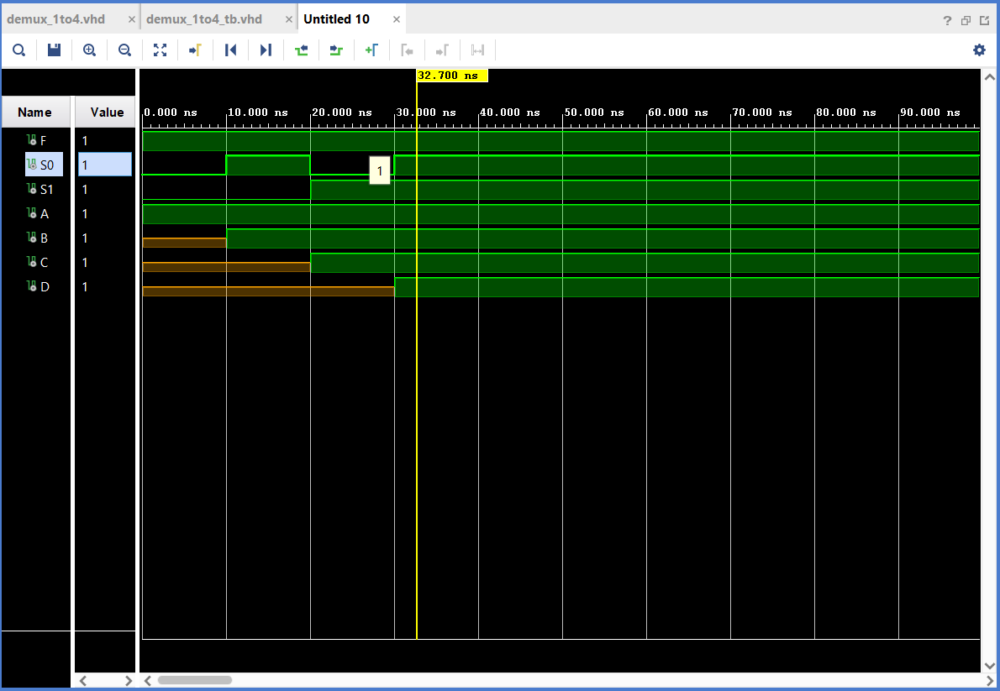 demux_1to4.vhd × demux_1to4_tb.vhd × Untitled 10 × ?
32.700 ns
Name Value 0.000 ns 10.000 ns 20.000 ns 30.000 ns 40.000 ns 50.000 ns 60.000 ns 70.000 ns 80.000 ns 90.000 ns
F 1
S0 1 1
S1 1
A 1
B 1
C 1
D 1